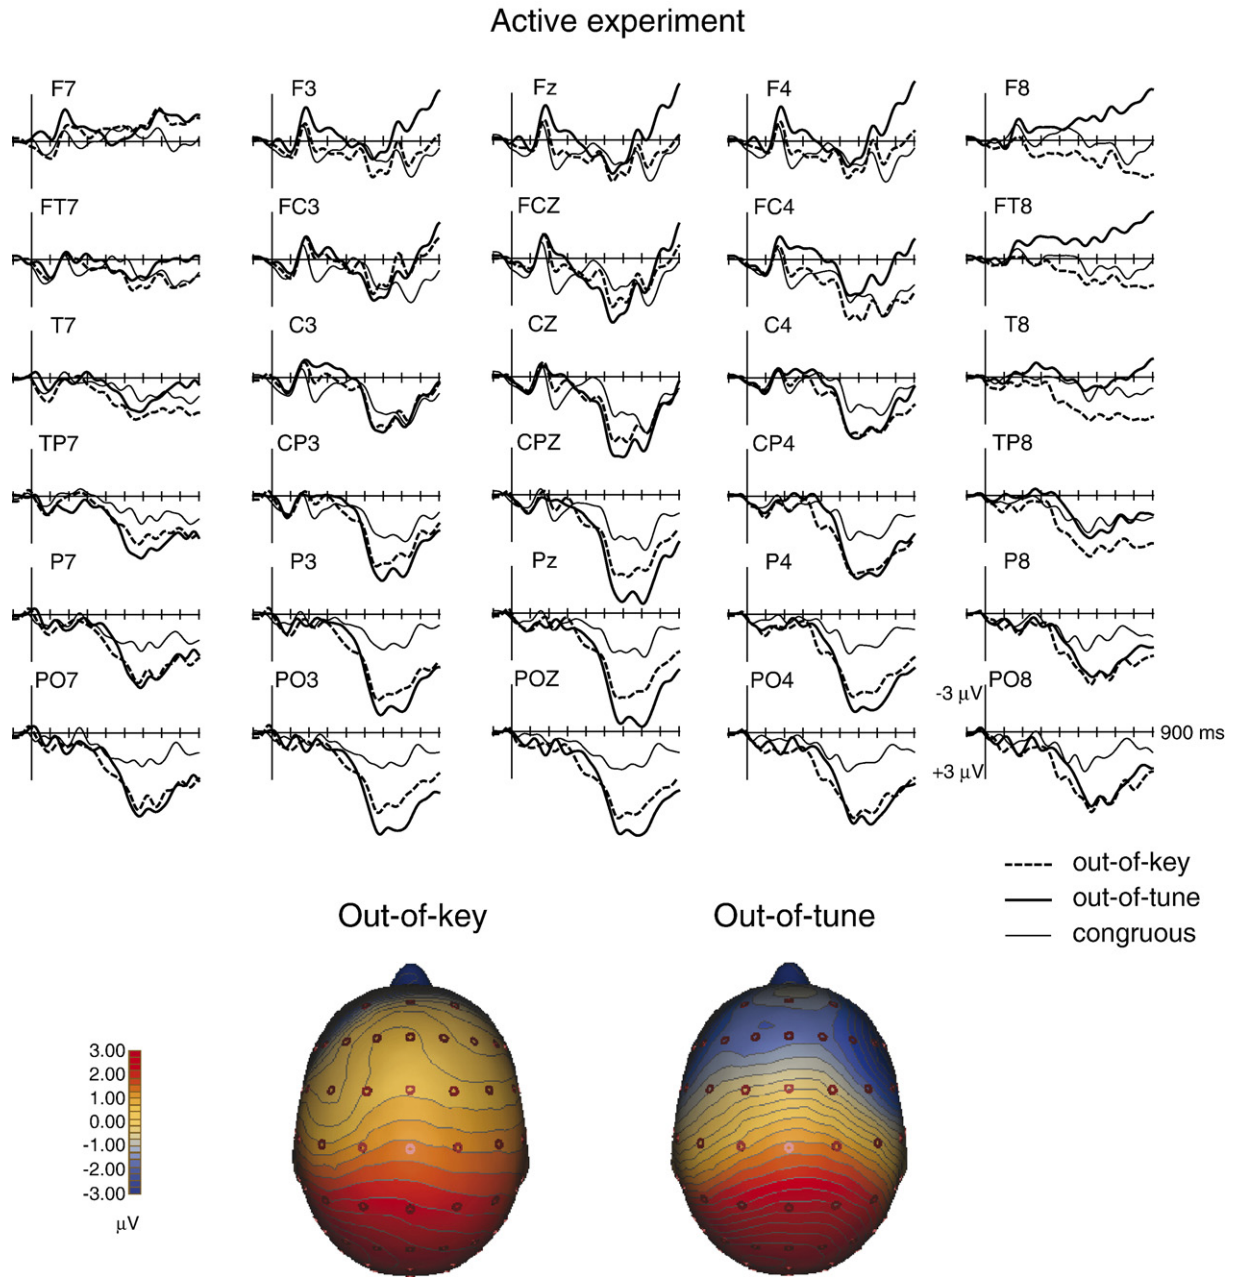 Active experiment
F7 F3 Fz F4 F8
FT7 FC3 FCZ FC4 FT8
T7 C3 CZ C4 T8
TP7 CP3 CPZ CP4 TP8
P7 P3 Pz P4 P8
PO7 PO3 POZ PO4 -3 μV PO8
900 ms
+3 μV
out-of-key
out-of-tune
congruous
Out-of-key Out-of-tune
3.00
2.00
1.00
0.00
-1.00
-2.00
-3.00
μV